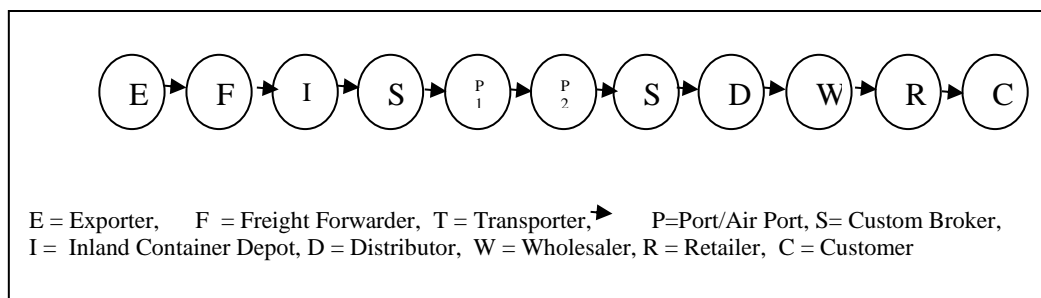 E F I S P 1 P 2 S D W R C
E = Exporter, F = Freight Forwarder, T = Transporter, P=Port/Air Port, S= Custom Broker,
I = Inland Container Depot, D = Distributor, W = Wholesaler, R = Retailer, C = Customer